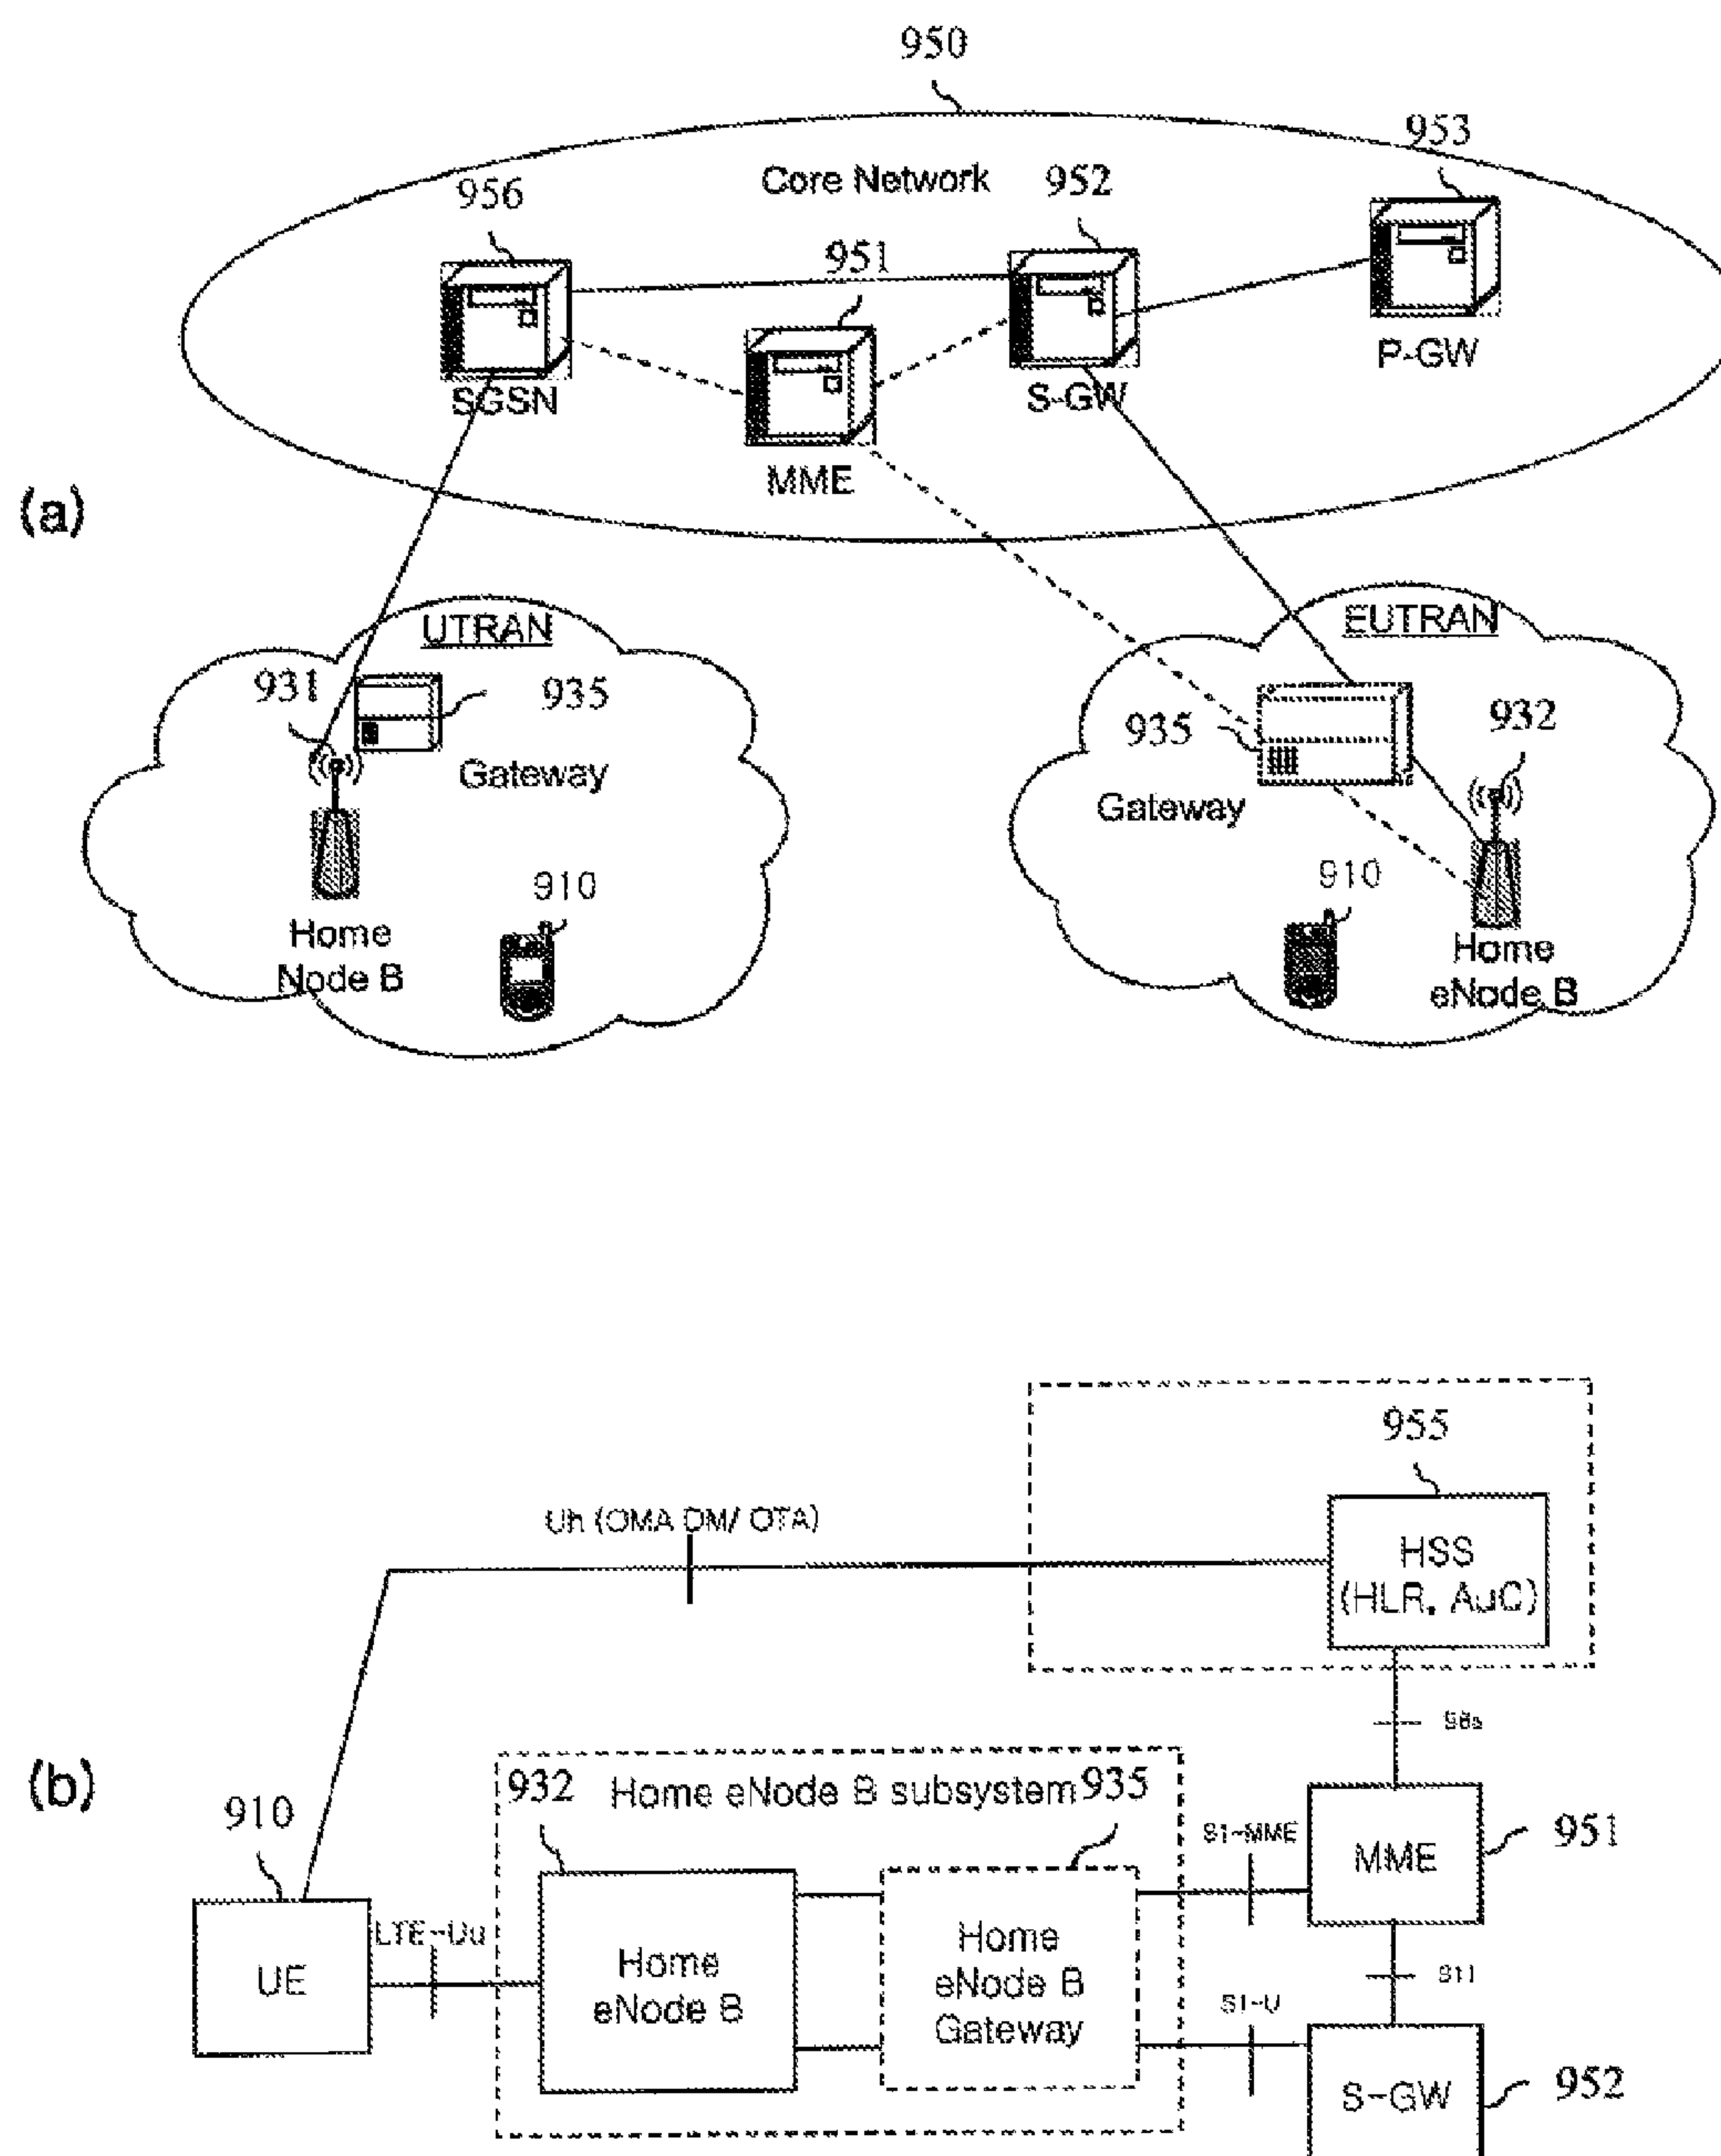 950
953
Core Network
952
956
951
P-GW
SGSN
S-GW
MME
(a)
UTRAN
EUTRAN
931
935
935
932
Gateway
Gateway
910
910
Home
Node B
Home
eNode B
955
Uh (OMA DM/ OTA)
HSS
(HLR, AuC)
S6a
(b)
932
Home eNode B subsystem
935
910
S1-MME
MME
951
LTE-Uu
UE
Home
eNode B
Home
eNode B
Gateway
S11
S1-U
S-GW
952